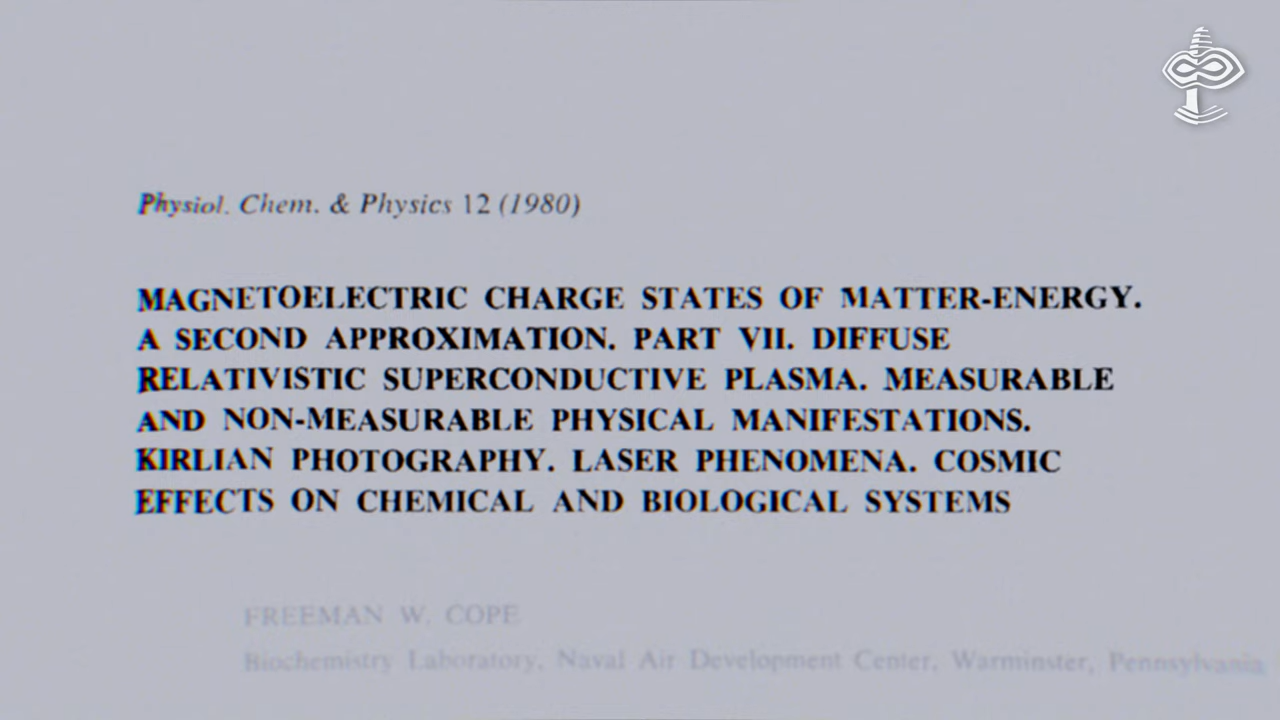 Physiol. Chem. & Physics 12 (1980)
MAGNETOELECTRIC CHARGE STATES OF MATTER-ENERGY.
A SECOND APPROXIMATION. PART VII. DIFFUSE
RELATIVISTIC SUPERCONDUCTIVE PLASMA. MEASURABLE
AND NON-MEASURABLE PHYSICAL MANIFESTATIONS.
KIRLIAN PHOTOGRAPHY. LASER PHENOMENA. COSMIC
EFFECTS ON CHEMICAL AND BIOLOGICAL SYSTEMS
FREEMAN W. COPE
Biochemistry Laboratory, Naval Air Development Center, Warminster, Pennsylvania